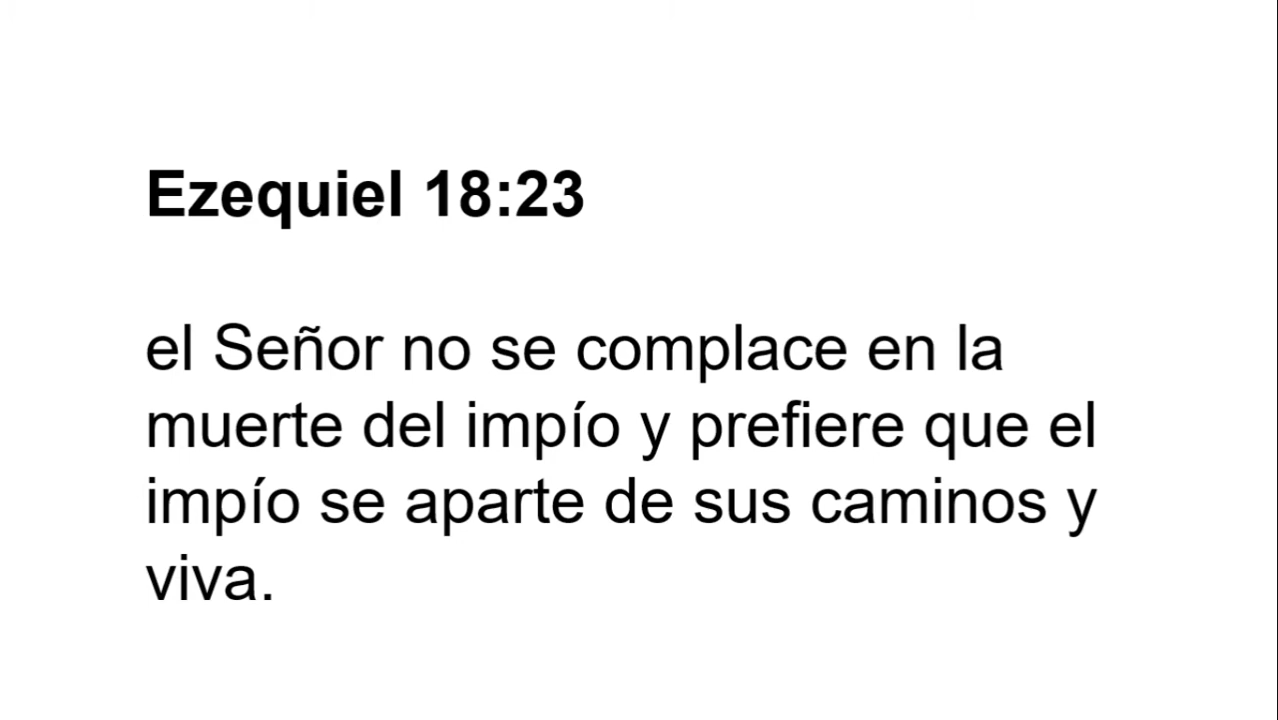 Ezequiel 18:23
el Señor no se complace en la
muerte del impío y prefiere que el
impío se aparte de sus caminos y
viva.